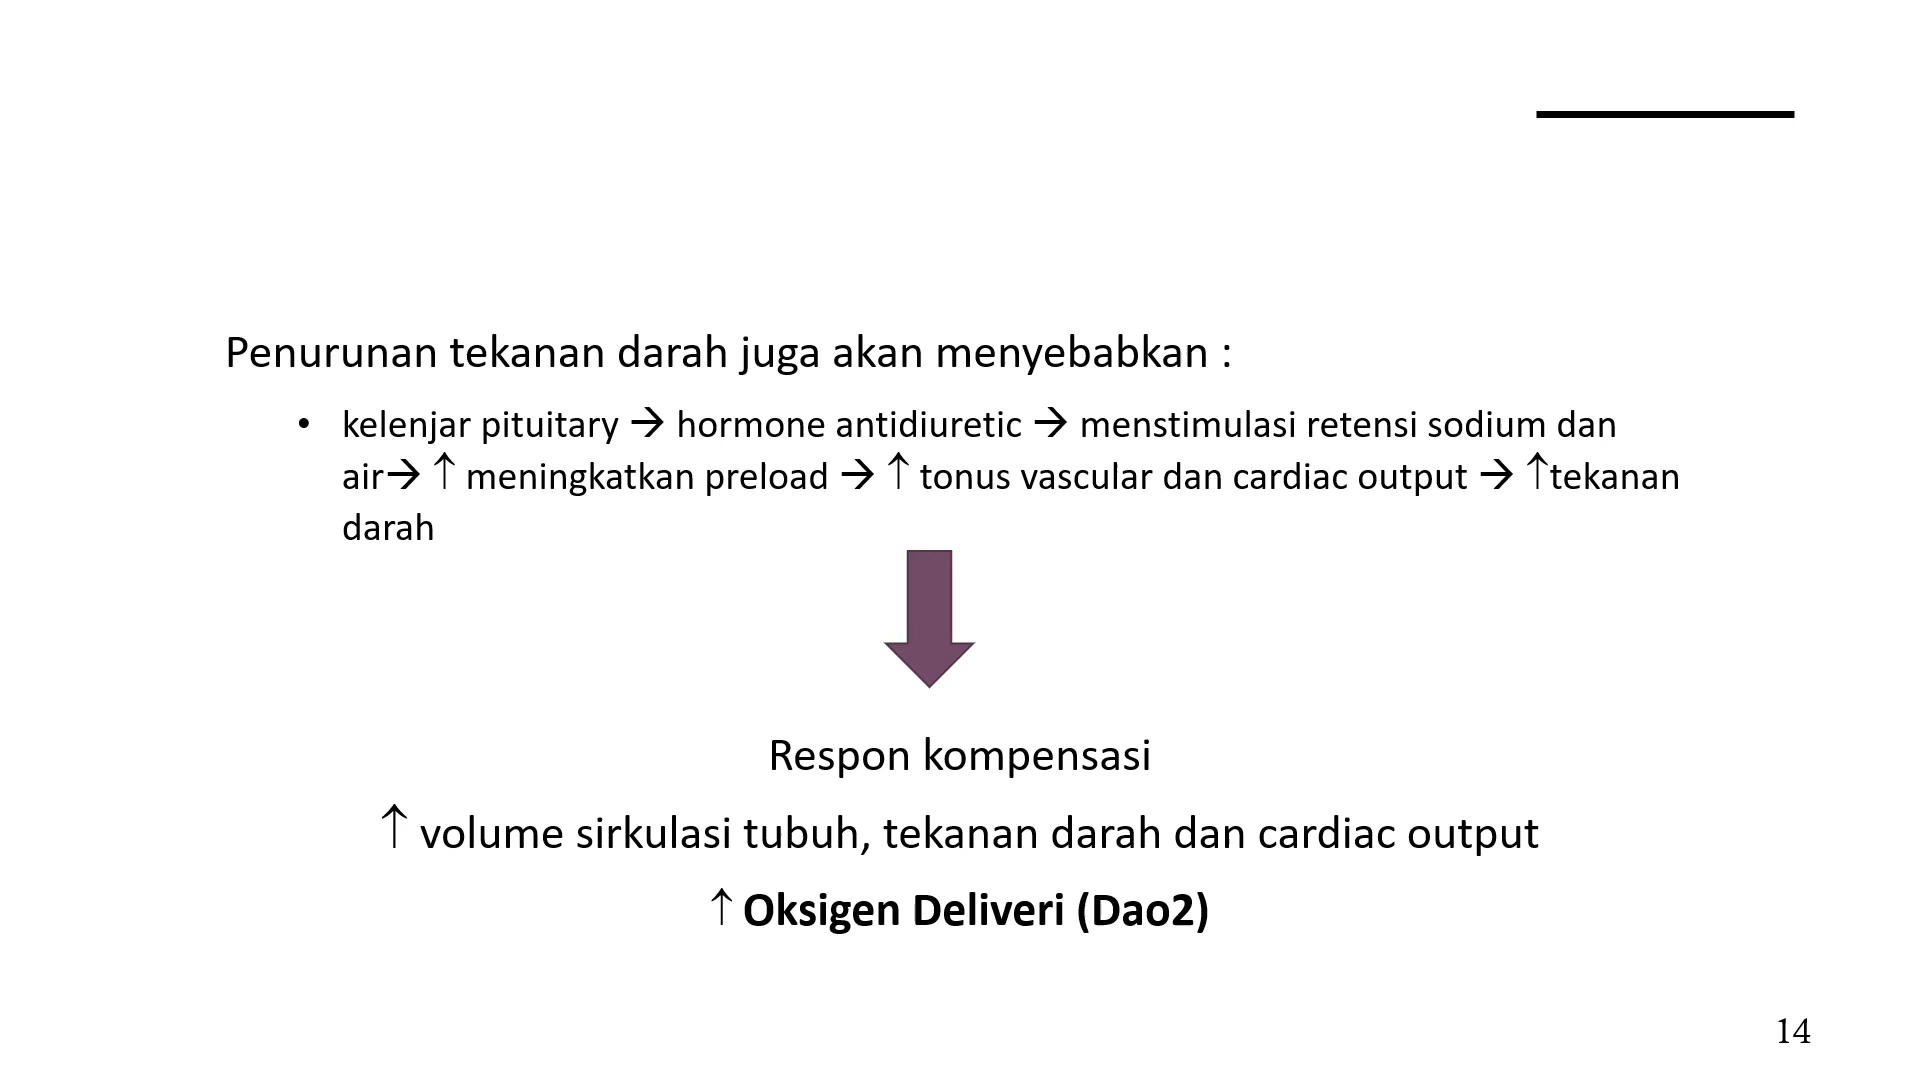 Penurunan tekanan darah juga akan menyebabkan :
• kelenjar pituitary → hormone antidiuretic → menstimulasi retensi sodium dan
air→ ↑ meningkatkan preload → ↑ tonus vascular dan cardiac output → ↑tekanan
darah
Respon kompensasi
↑ volume sirkulasi tubuh, tekanan darah dan cardiac output
↑ Oksigen Deliveri (Dao2)
14